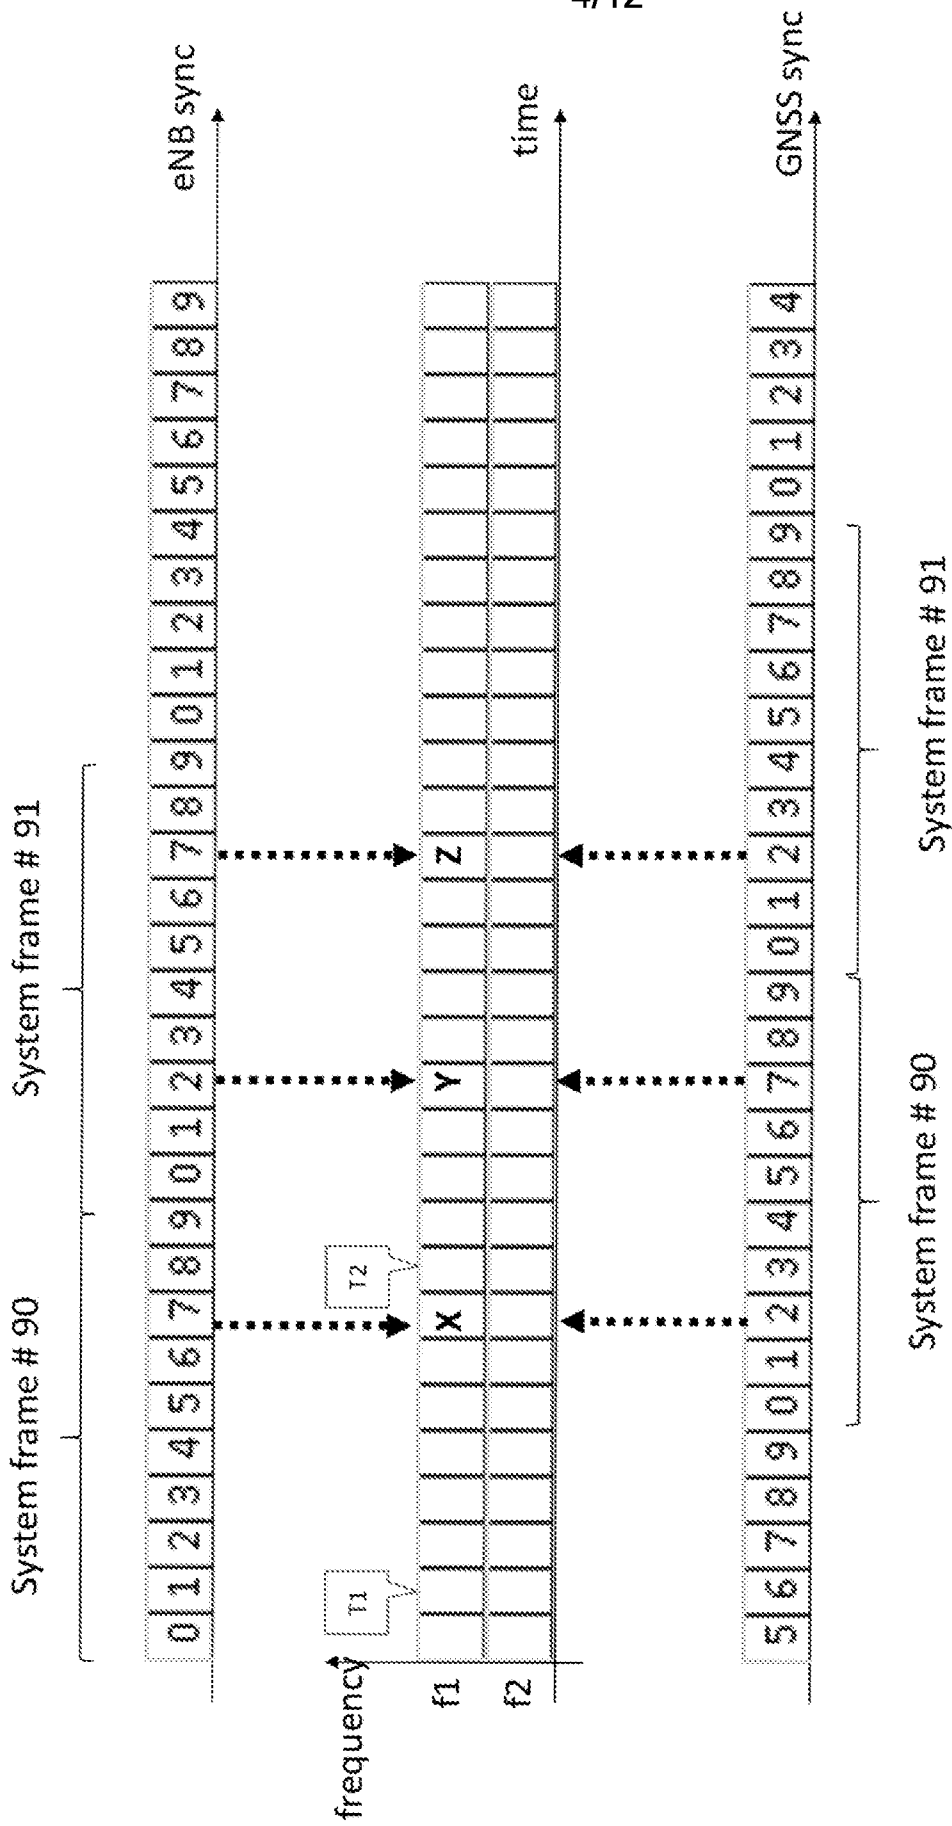 4/12
System frame # 90
System frame # 91
0 1 2 3 4 5 6 7 8 9 0 1 2 3 4 5 6 7 8 9 0 1 2 3 4 5 6 7 8 9
eNB sync
frequency
T1
T2
f1
X Y Z
f2
time
5 6 7 8 9 0 1 2 3 4 5 6 7 8 9 0 1 2 3 4 5 6 7 8 9 0 1 2 3 4
GNSS sync
System frame # 90
System frame # 91